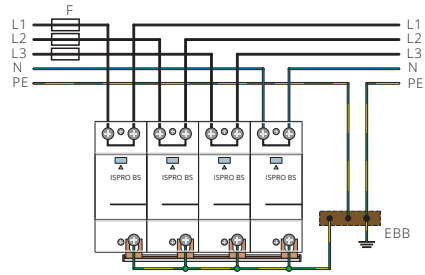 F
L1 L1
L2 L2
L3 L3
N N
PE PE
ISPRO BS ISPRO BS ISPRO BS ISPRO BS
EBB